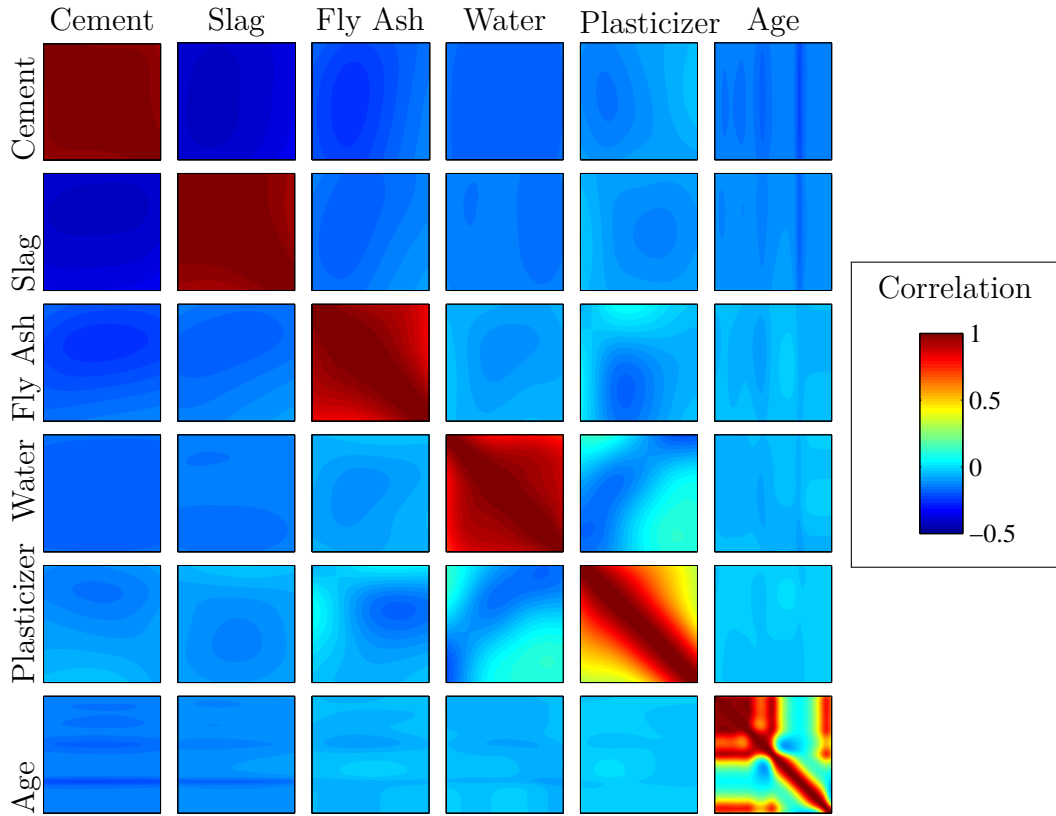 Cement Slag Fly Ash Water Plasticizer Age
Cement
Slag
Fly Ash
Water
Plasticizer
Age
Correlation
1
0.5
0
−0.5